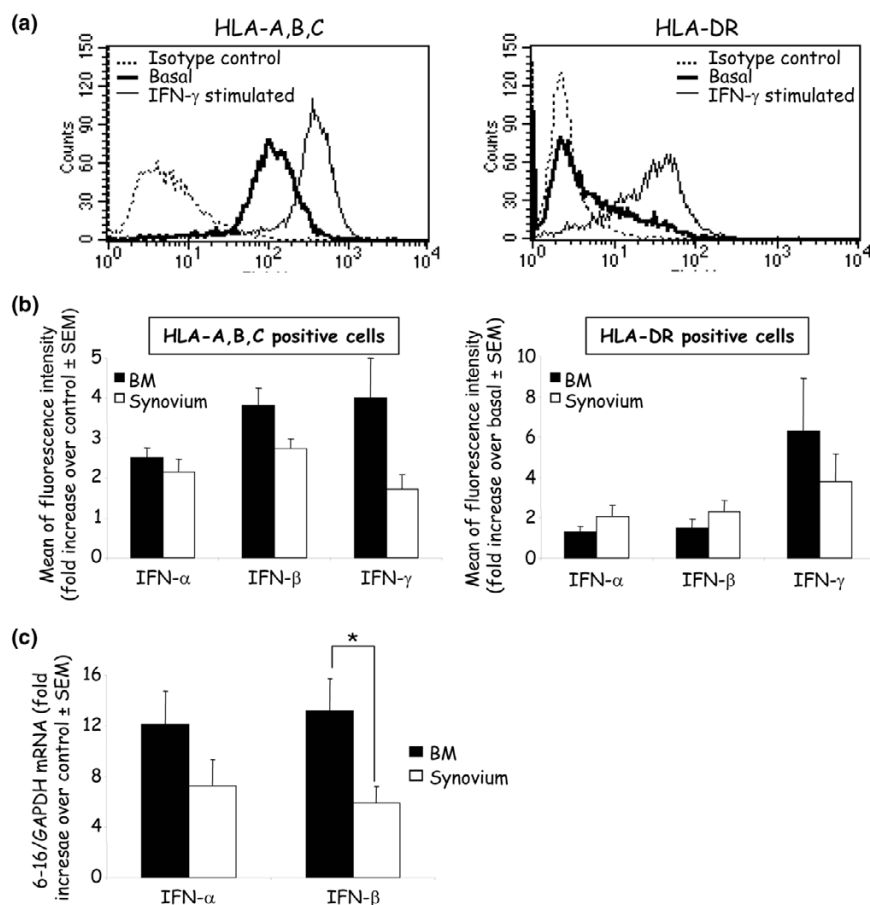 (a)
HLA-A,B,C
150
120
90
60
30
0
Counts
Isotype control
Basal
IFN-γ stimulated
10⁰ 10¹ 10² 10³ 10⁴
HLA-DR
150
120
90
60
30
0
Counts
Isotype control
Basal
IFN-γ stimulated
10⁰ 10¹ 10² 10³ 10⁴
(b)
HLA-A,B,C positive cells
Mean of fluorescence intensity
(fold increase over control ± SEM)
5
4
3
2
1
0
BM
Synovium
IFN-α IFN-β IFN-γ
HLA-DR positive cells
Mean of fluorescence intensity
(fold increase over basal ± SEM)
10
8
6
4
2
0
BM
Synovium
IFN-α IFN-β IFN-γ
(c)
6-16/GAPDH mRNA (fold
incresae over control ± SEM)
16
12
8
4
0
*
BM
Synovium
IFN-α IFN-β